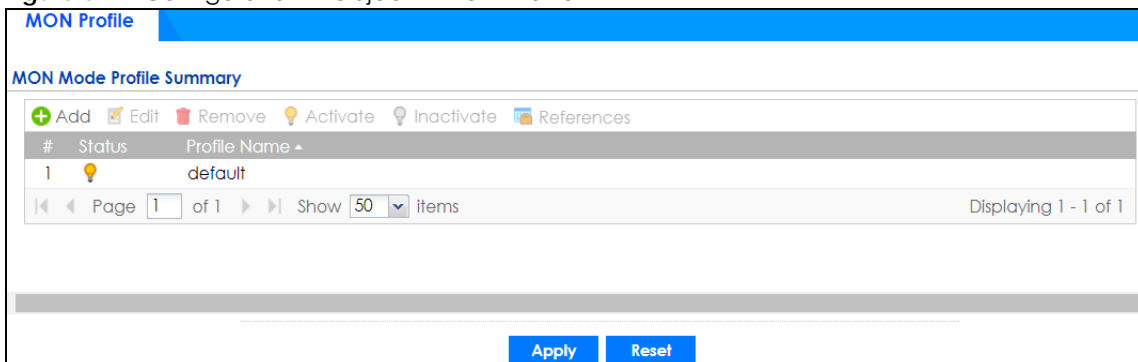 MON Profile
MON Mode Profile Summary
Add Edit Remove Activate Inactivate References
# Status Profile Name
1 default
Page 1 of 1 Show 50 items Displaying 1 - 1 of 1
Apply Reset